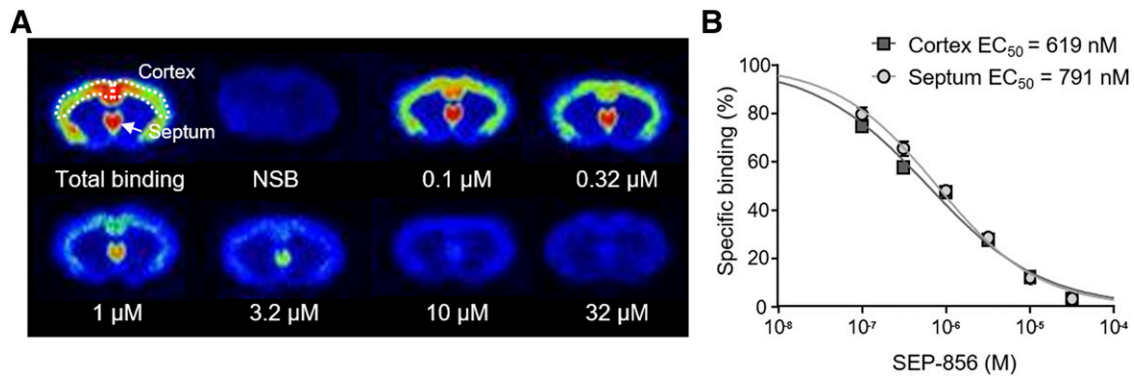 A
Cortex
Septum
Total binding
NSB
0.1 µM
0.32 µM
1 µM
3.2 µM
10 µM
32 µM
B
Cortex EC50 = 619 nM
Septum EC50 = 791 nM
Specific binding (%)
100
80
60
40
20
0
10-8
10-7
10-6
10-5
10-4
SEP-856 (M)